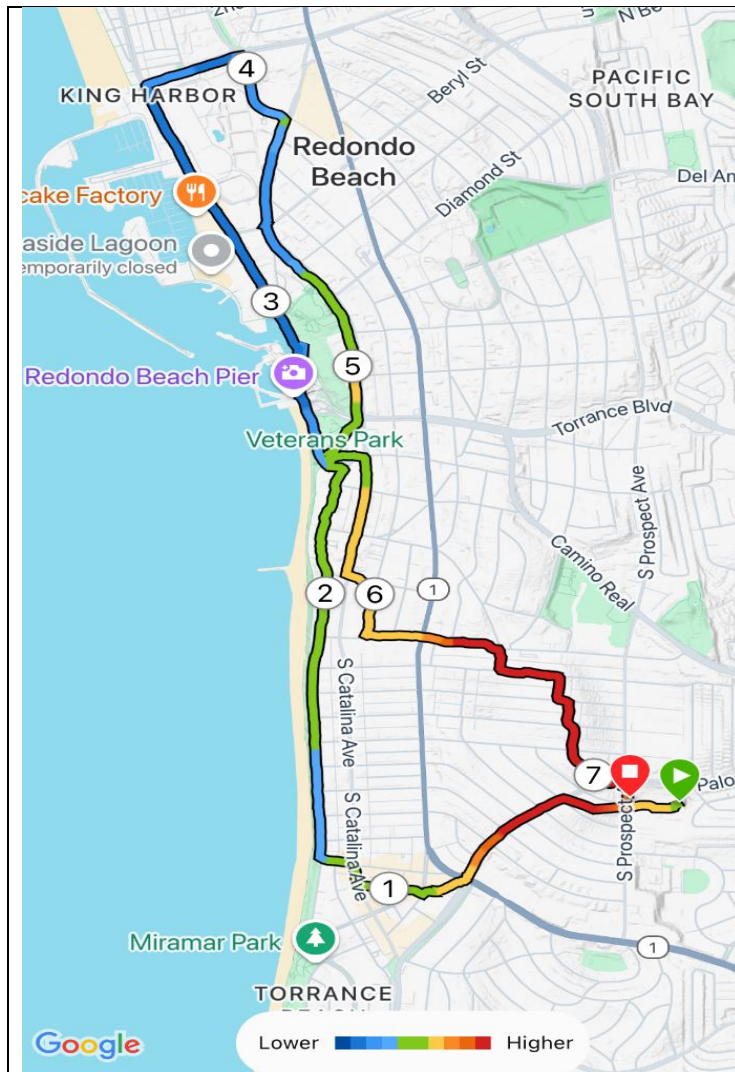 N Be
Beryl St
4
KING HARBOR
PACIFIC
SOUTH BAY
Redondo
Beach
Diamond St
Del Am
cake Factory
aside Lagoon
emporarily closed
3
Redondo Beach Pier
5
Torrance Blvd
Veterans Park
S Prospect Ave
Camino Real
2
6
1
S Catalina Ave
7
Palo
S Catalina Ave
S Prospect
1
Miramar Park
1
TORRANCE
Google
Lower
Higher